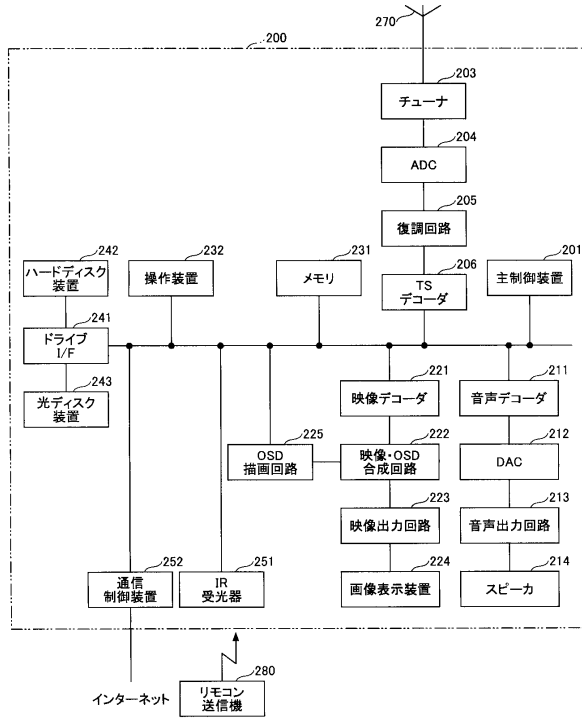 270
200
203
チューナ
204
ADC
205
復調回路
242
ハードディスク
装置
232
操作装置
231
メモリ
206
TS
デコーダ
201
主制御装置
241
ドライブ
I/F
243
光ディスク
装置
221
映像デコーダ
211
音声デコーダ
225
OSD
描画回路
222
映像・OSD
合成回路
212
DAC
223
映像出力回路
213
音声出力回路
252
通信
制御装置
251
IR
受光器
224
画像表示装置
214
スピーカ
インターネット
280
リモコン
送信機